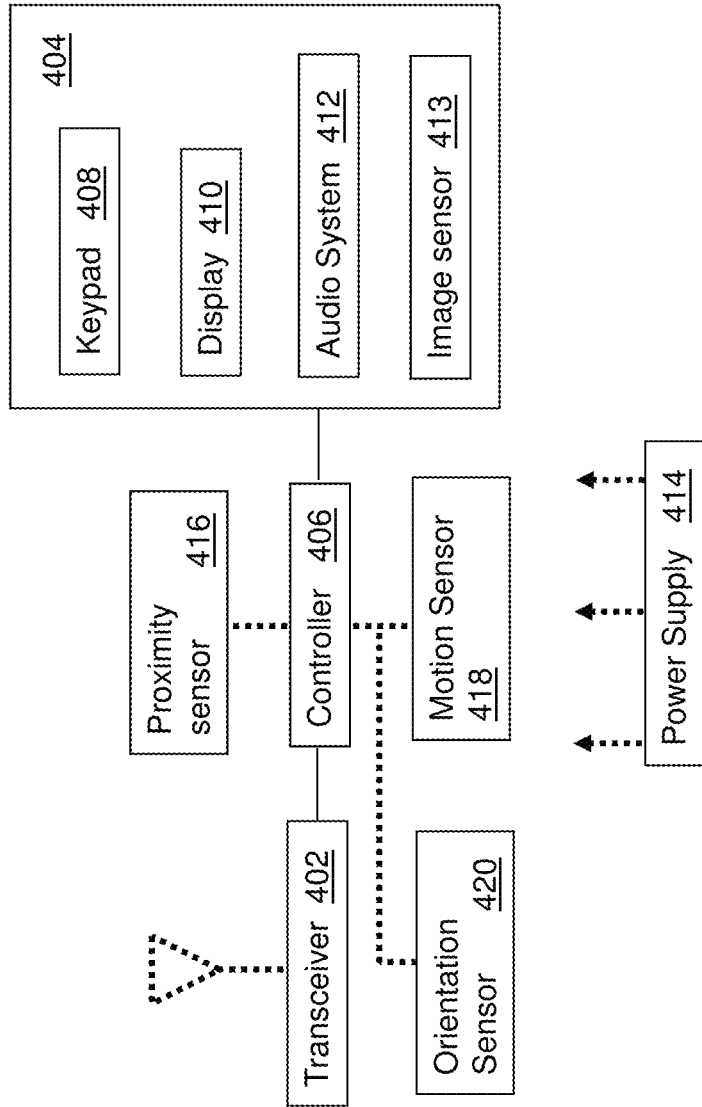 404
Keypad 408
Display 410
Audio System 412
Image sensor 413
Proximity
sensor 416
Controller 406
Transceiver 402
Motion Sensor
418
Orientation
Sensor 420
Power Supply 414